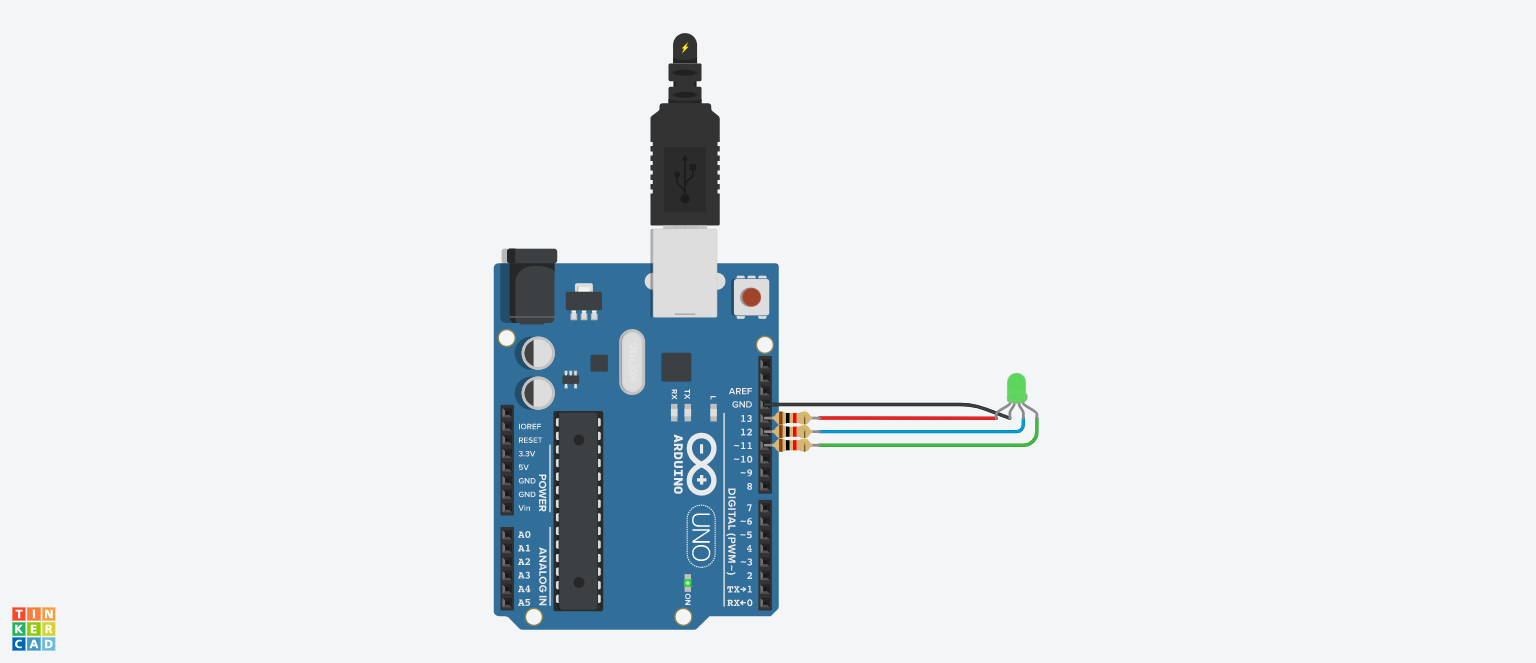 AREF
GND
13
12
~11
~10
~9
8
7
~6
~5
4
~3
2
TX→1
RX←0
DIGITAL (PWM~)
IOREF
RESET
3.3V
5V
GND
GND
Vin
POWER
A0
A1
A2
A3
A4
A5
ANALOG IN
RX
TX
L
ARDUINO
UNO
ON
TIN
KER
CAD